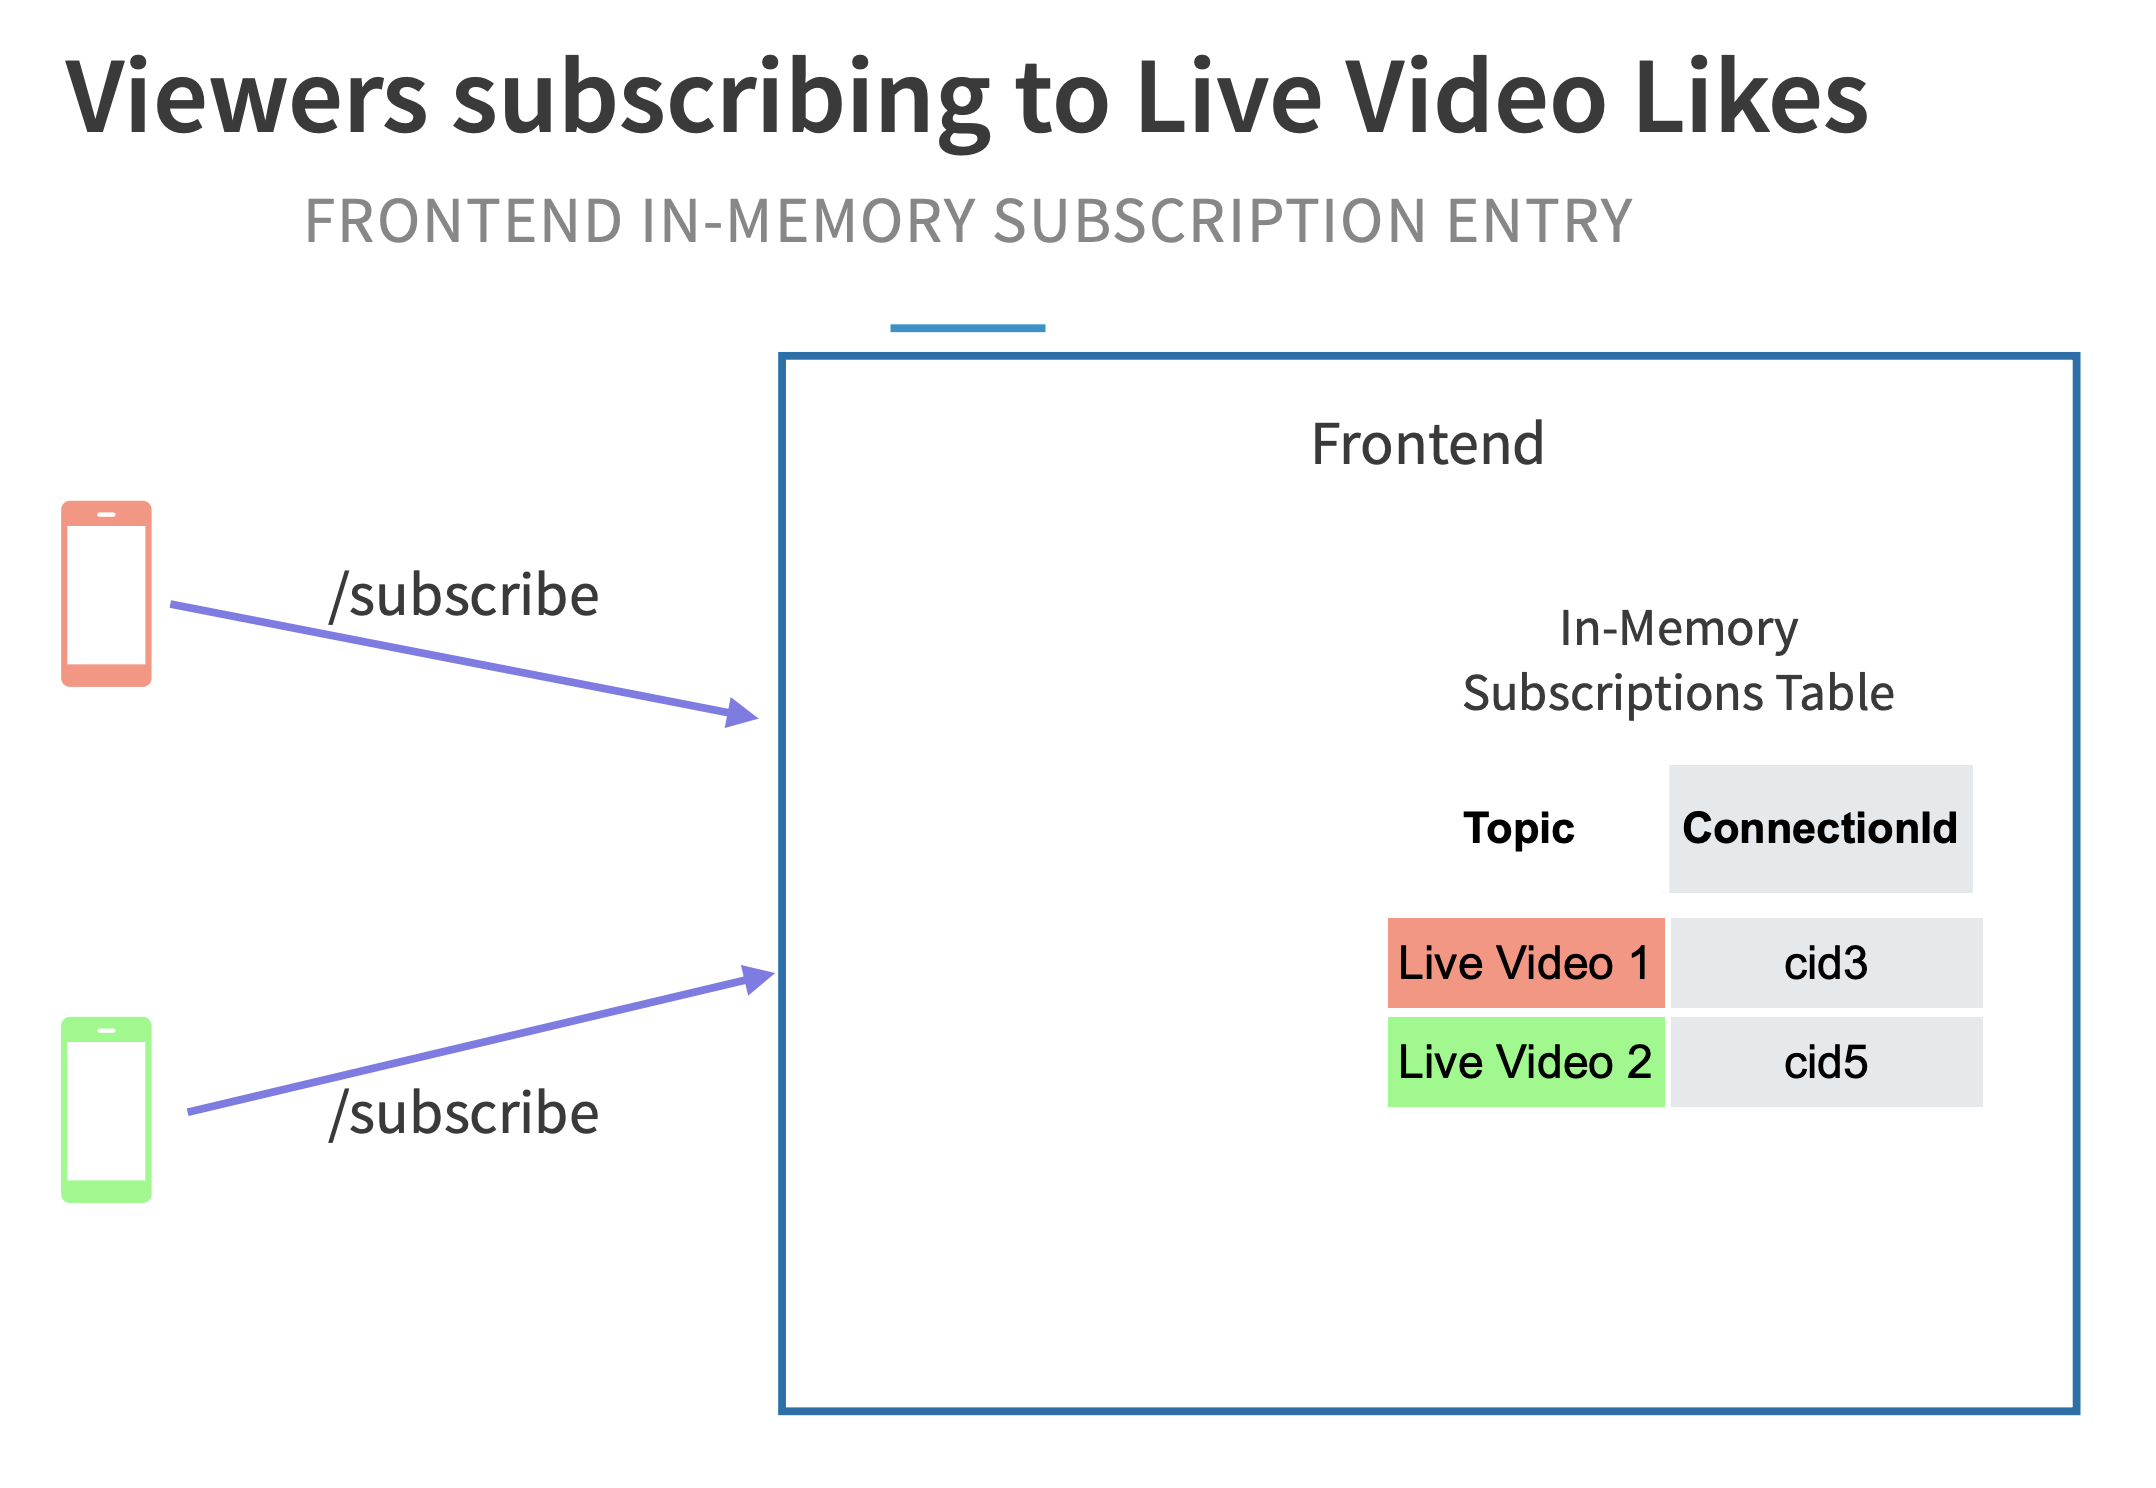 Viewers subscribing to Live Video Likes
FRONTEND IN-MEMORY SUBSCRIPTION ENTRY
Frontend
/subscribe
In-Memory
Subscriptions Table
Topic ConnectionId
Live Video 1 cid3
Live Video 2 cid5
/subscribe